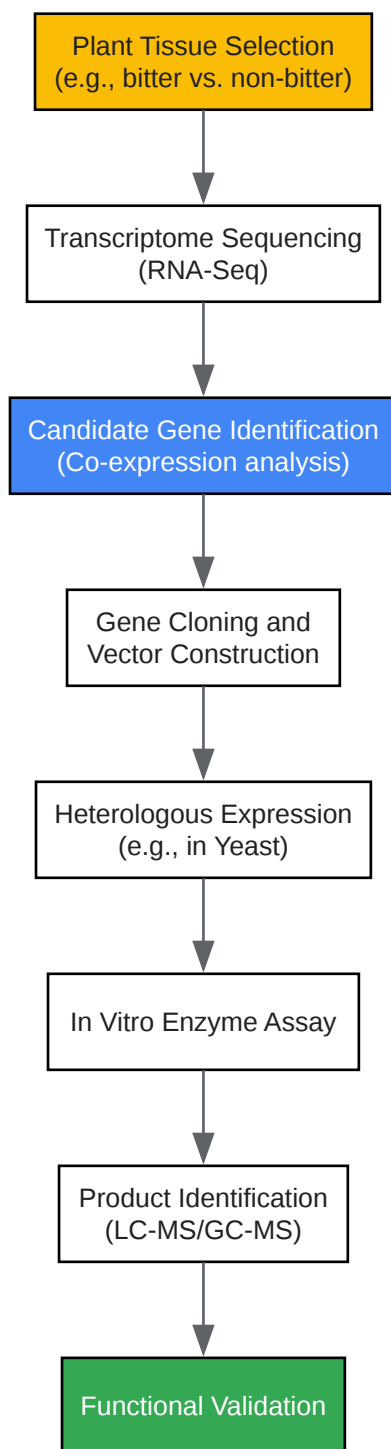 Plant Tissue Selection
(e.g., bitter vs. non-bitter)
Transcriptome Sequencing
(RNA-Seq)
Candidate Gene Identification
(Co-expression analysis)
Gene Cloning and
Vector Construction
Heterologous Expression
(e.g., in Yeast)
In Vitro Enzyme Assay
Product Identification
(LC-MS/GC-MS)
Functional Validation